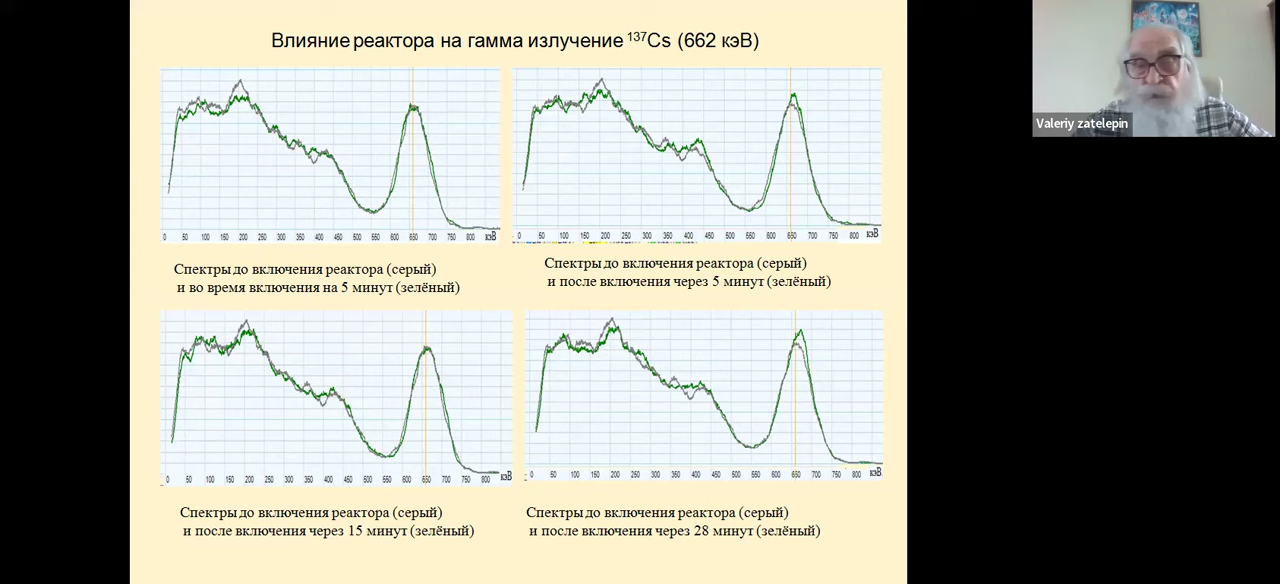 Влияние реактора на гамма излучение ¹³⁷Cs (662 кэВ)
Valeriy zatelepin
0 50 100 150 200 250 300 350 400 450 500 550 600 650 700 750 800 кэВ
0 50 100 150 200 250 300 350 400 450 500 550 600 650 700 750 800 кэВ
Спектры до включения реактора (серый)
и во время включения на 5 минут (зелёный)
Спектры до включения реактора (серый)
и после включения через 5 минут (зелёный)
0 50 100 150 200 250 300 350 400 450 500 550 600 650 700 750 800 кэВ
0 50 100 150 200 250 300 350 400 450 500 550 600 650 700 750 800 кэВ
Спектры до включения реактора (серый)
и после включения через 15 минут (зелёный)
Спектры до включения реактора (серый)
и после включения через 28 минут (зелёный)